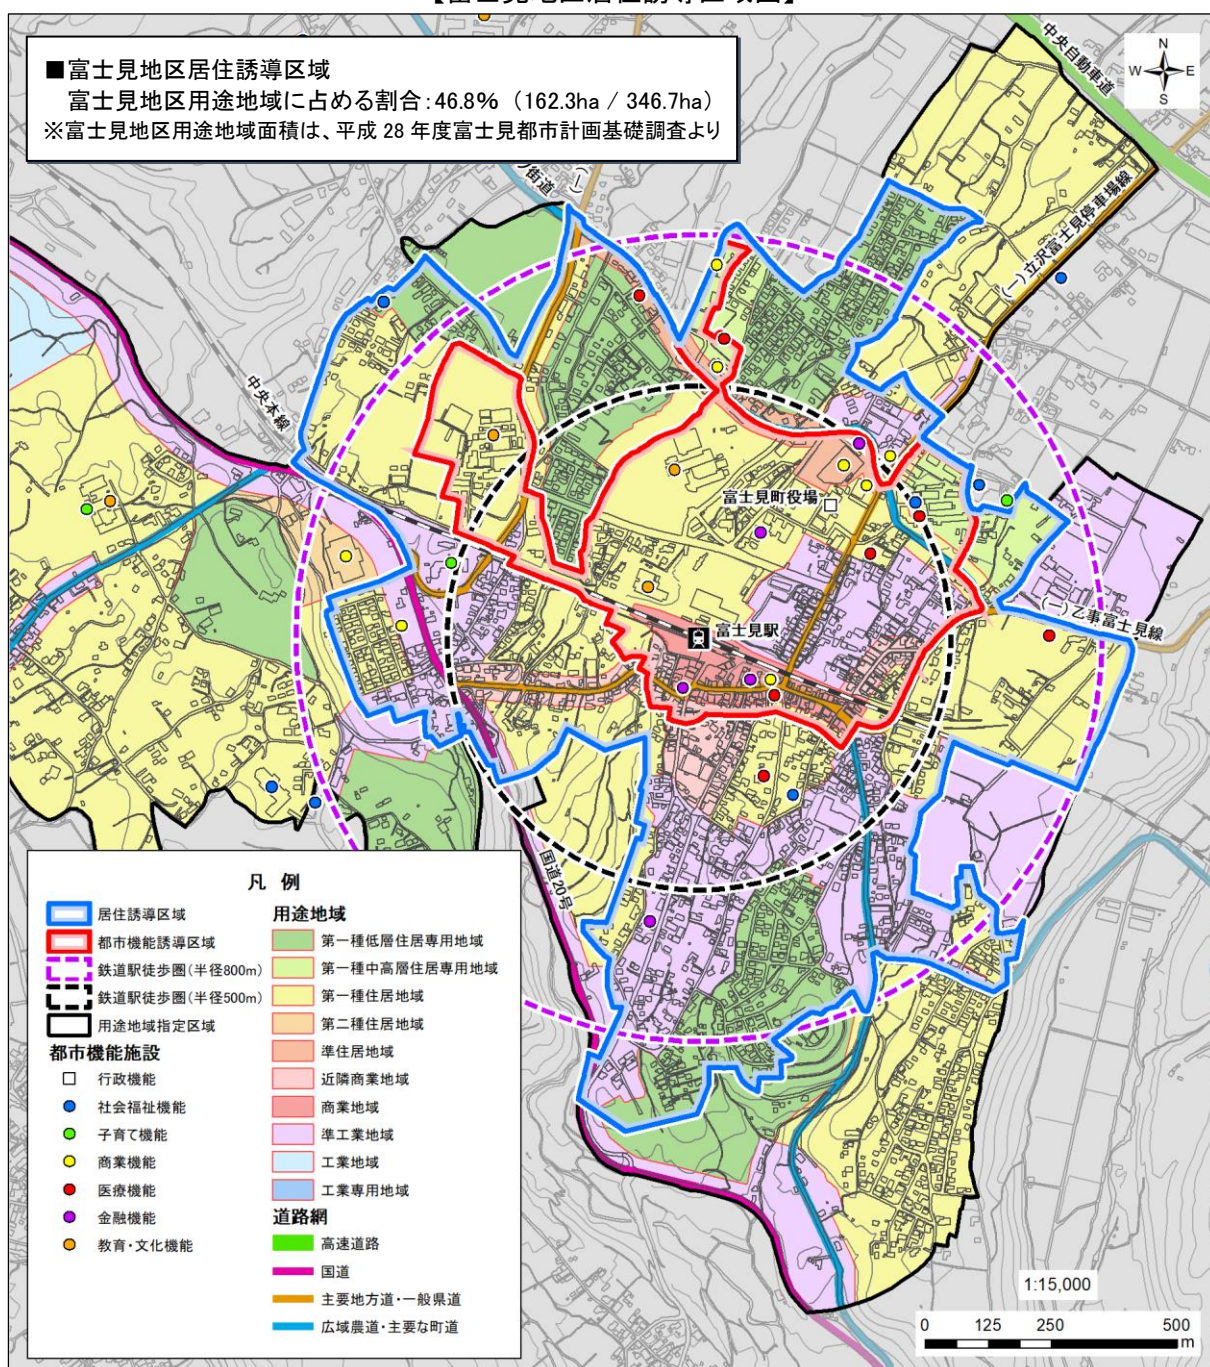 【富士見地区居住誘導区域図】
■富士見地区居住誘導区域
富士見地区用途地域に占める割合：46.8％ （162.3ha / 346.7ha）
※富士見地区用途地域面積は、平成 28 年度富士見都市計画基礎調査より
N
W E
S
中央自動車道
街道
(一)
(一)立沢富士見停車場線
中央本線
富士見町役場
富士見駅
(一)乙事富士見線
国道20号
凡 例
居住誘導区域
都市機能誘導区域
鉄道駅徒歩圏(半径800m)
鉄道駅徒歩圏(半径500m)
用途地域指定区域
都市機能施設
行政機能
社会福祉機能
子育て機能
商業機能
医療機能
金融機能
教育・文化機能
用途地域
第一種低層住居専用地域
第一種中高層住居専用地域
第一種住居地域
第二種住居地域
準住居地域
近隣商業地域
商業地域
準工業地域
工業地域
工業専用地域
道路網
高速道路
国道
主要地方道・一般県道
広域農道・主要な町道
1:15,000
0 125 250 500
m